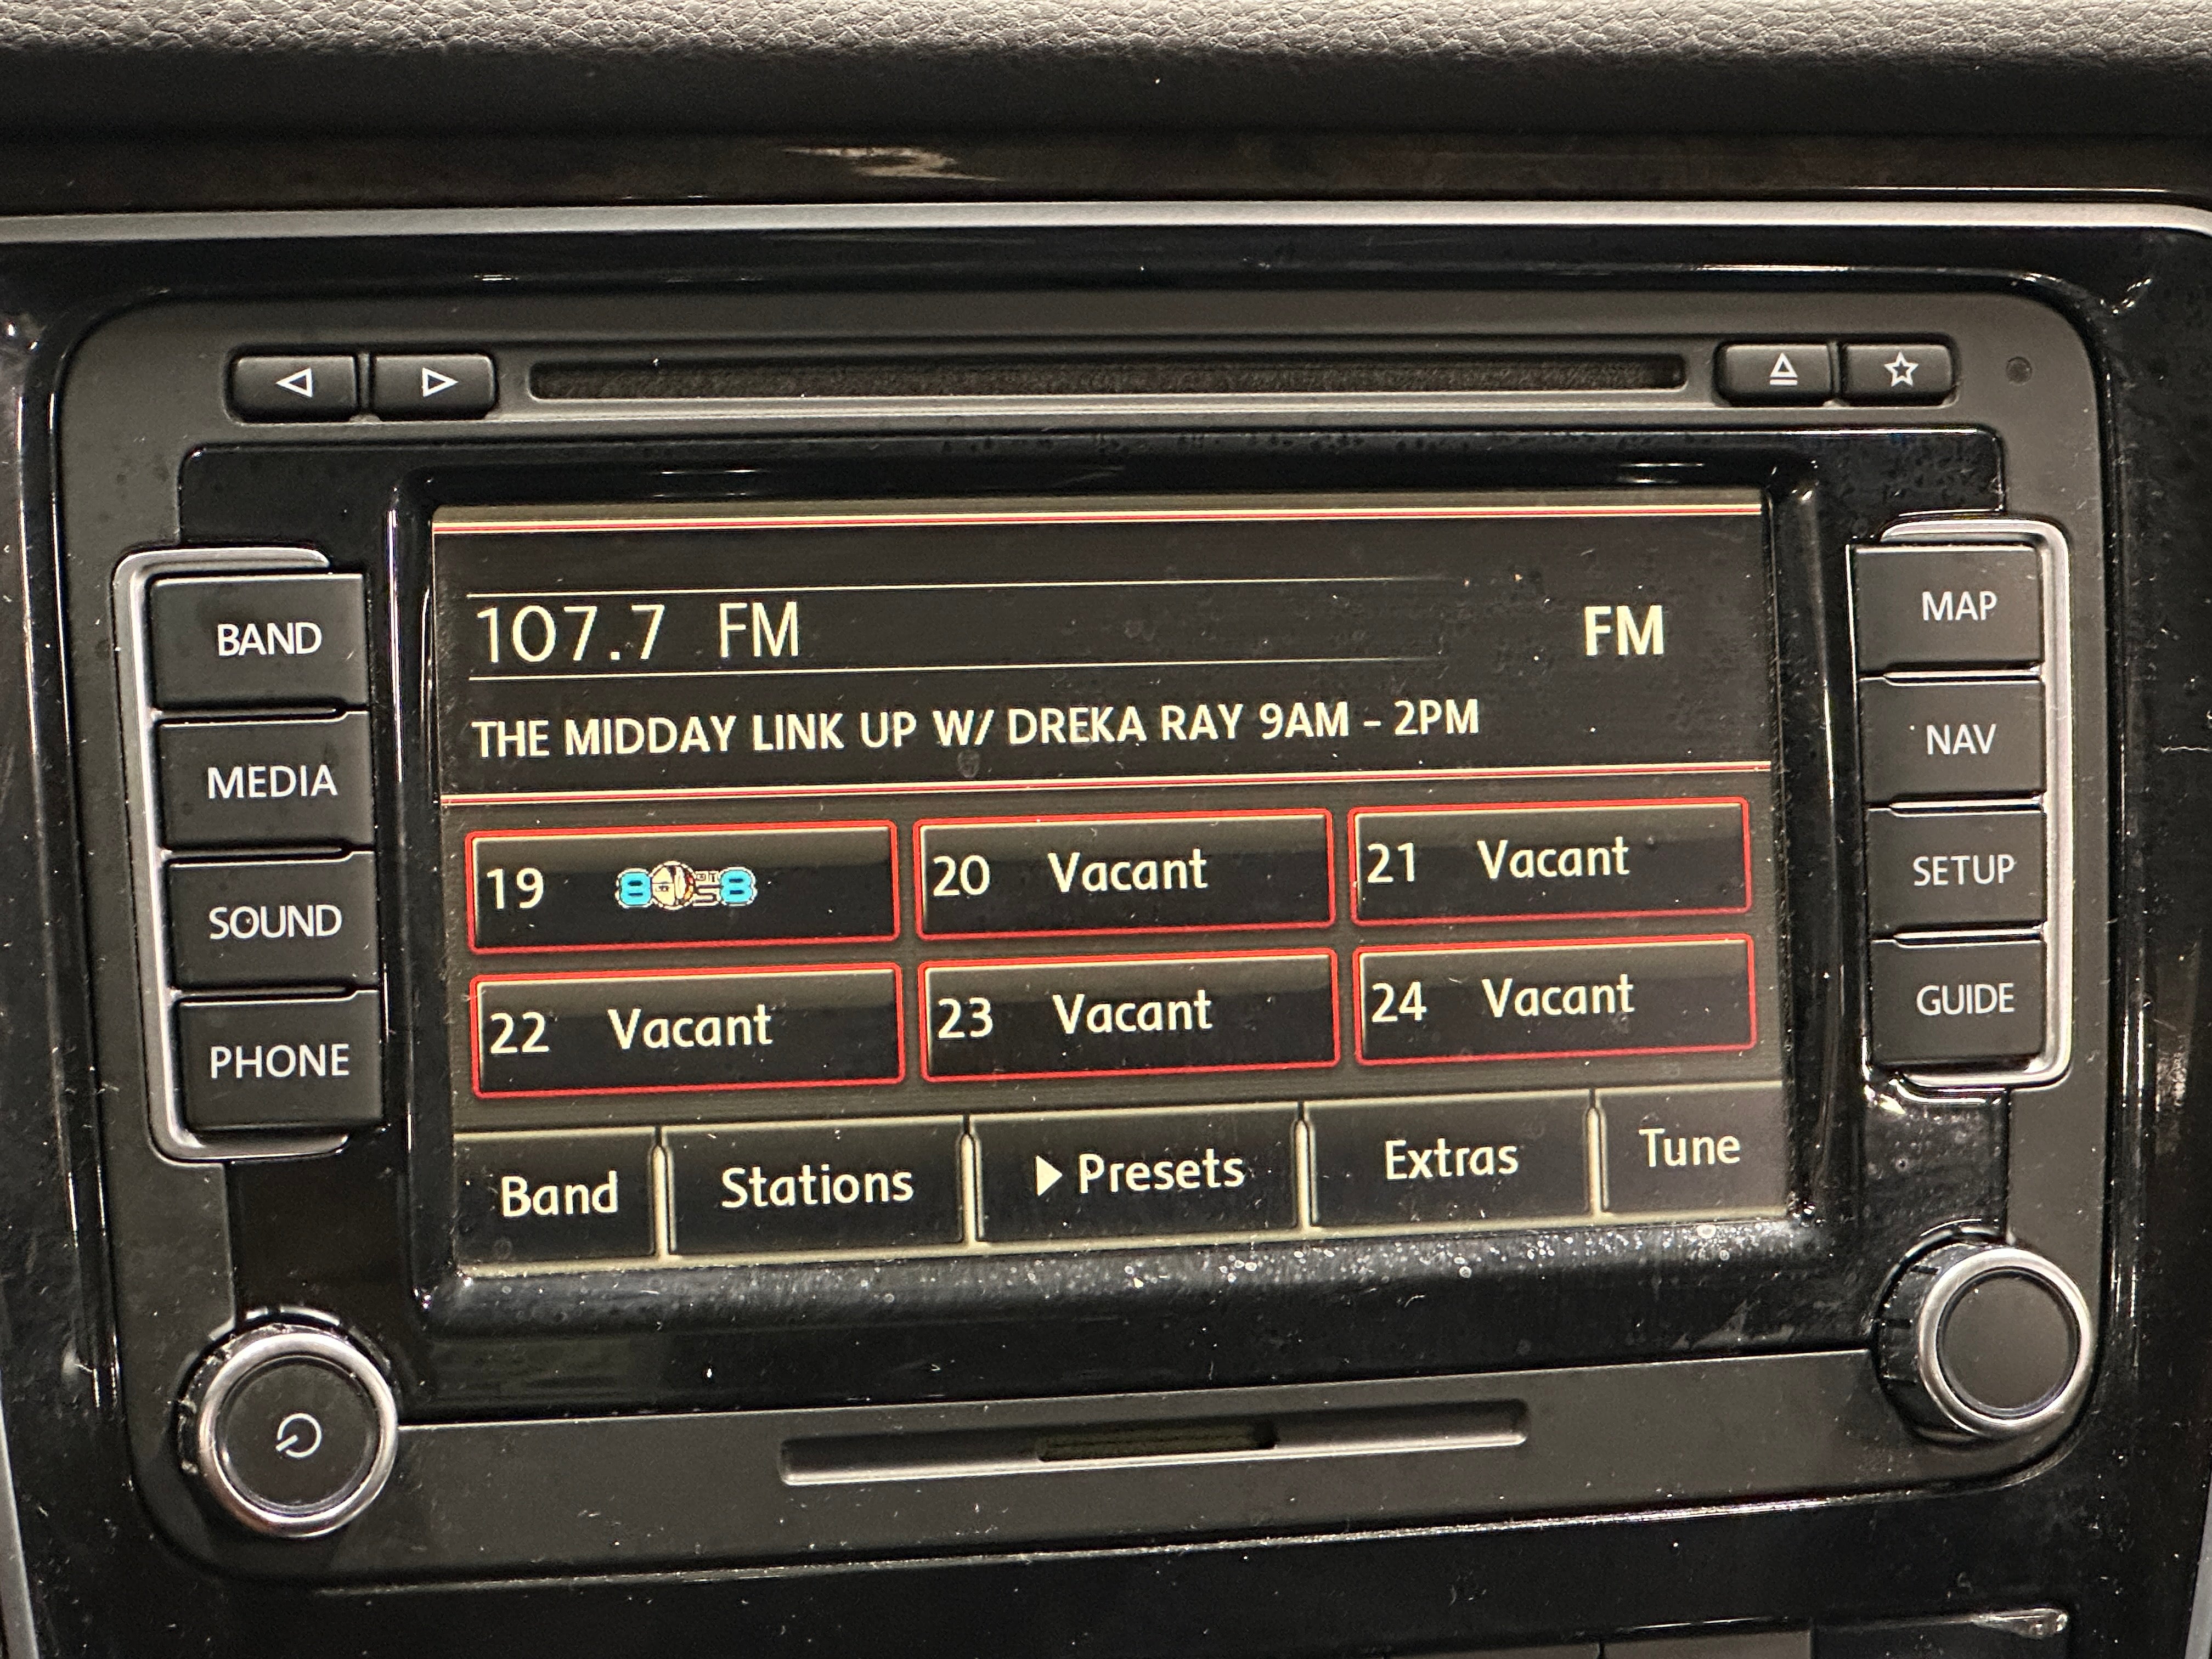 BAND
MEDIA
SOUND
PHONE
107.7 FM
FM
THE MIDDAY LINK UP W/ DREKA RAY 9AM - 2PM
19
20 Vacant
21 Vacant
22 Vacant
23 Vacant
24 Vacant
Band
Stations
Presets
Extras
Tune
MAP
NAV
SETUP
GUIDE